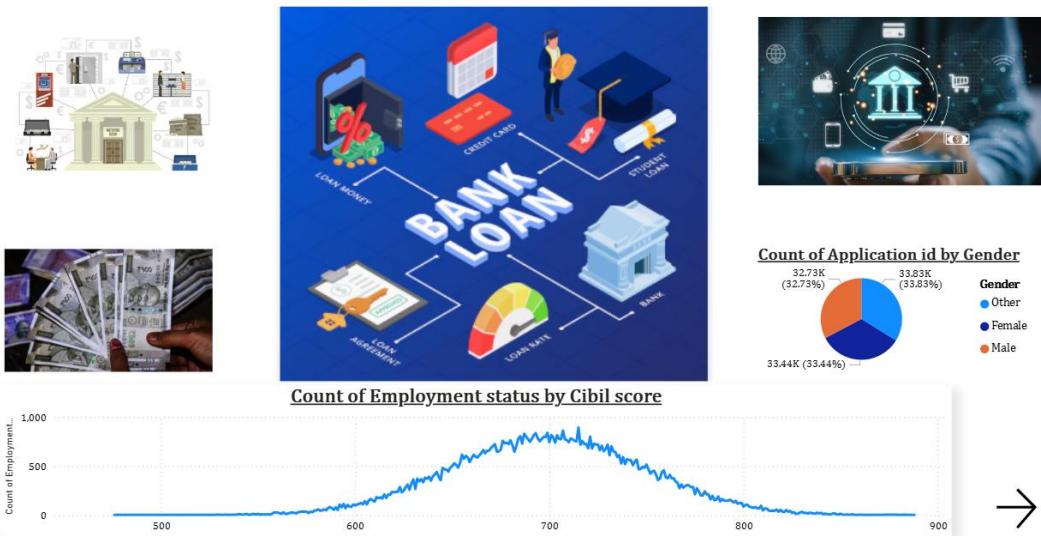 LOAN MONEY
CREDIT CARD
STUDENT
LOAN
BANK
LOAN
BANK
LOAN
AGREEMENT
APPROVED
LOAN RATE
Count of Application id by Gender
32.73K
(32.73%)
33.83K
(33.83%)
33.44K (33.44%)
Gender
Other
Female
Male
Count of Employment status by Cibil score
Count of Employment...
1,000
500
0
500
600
700
800
900